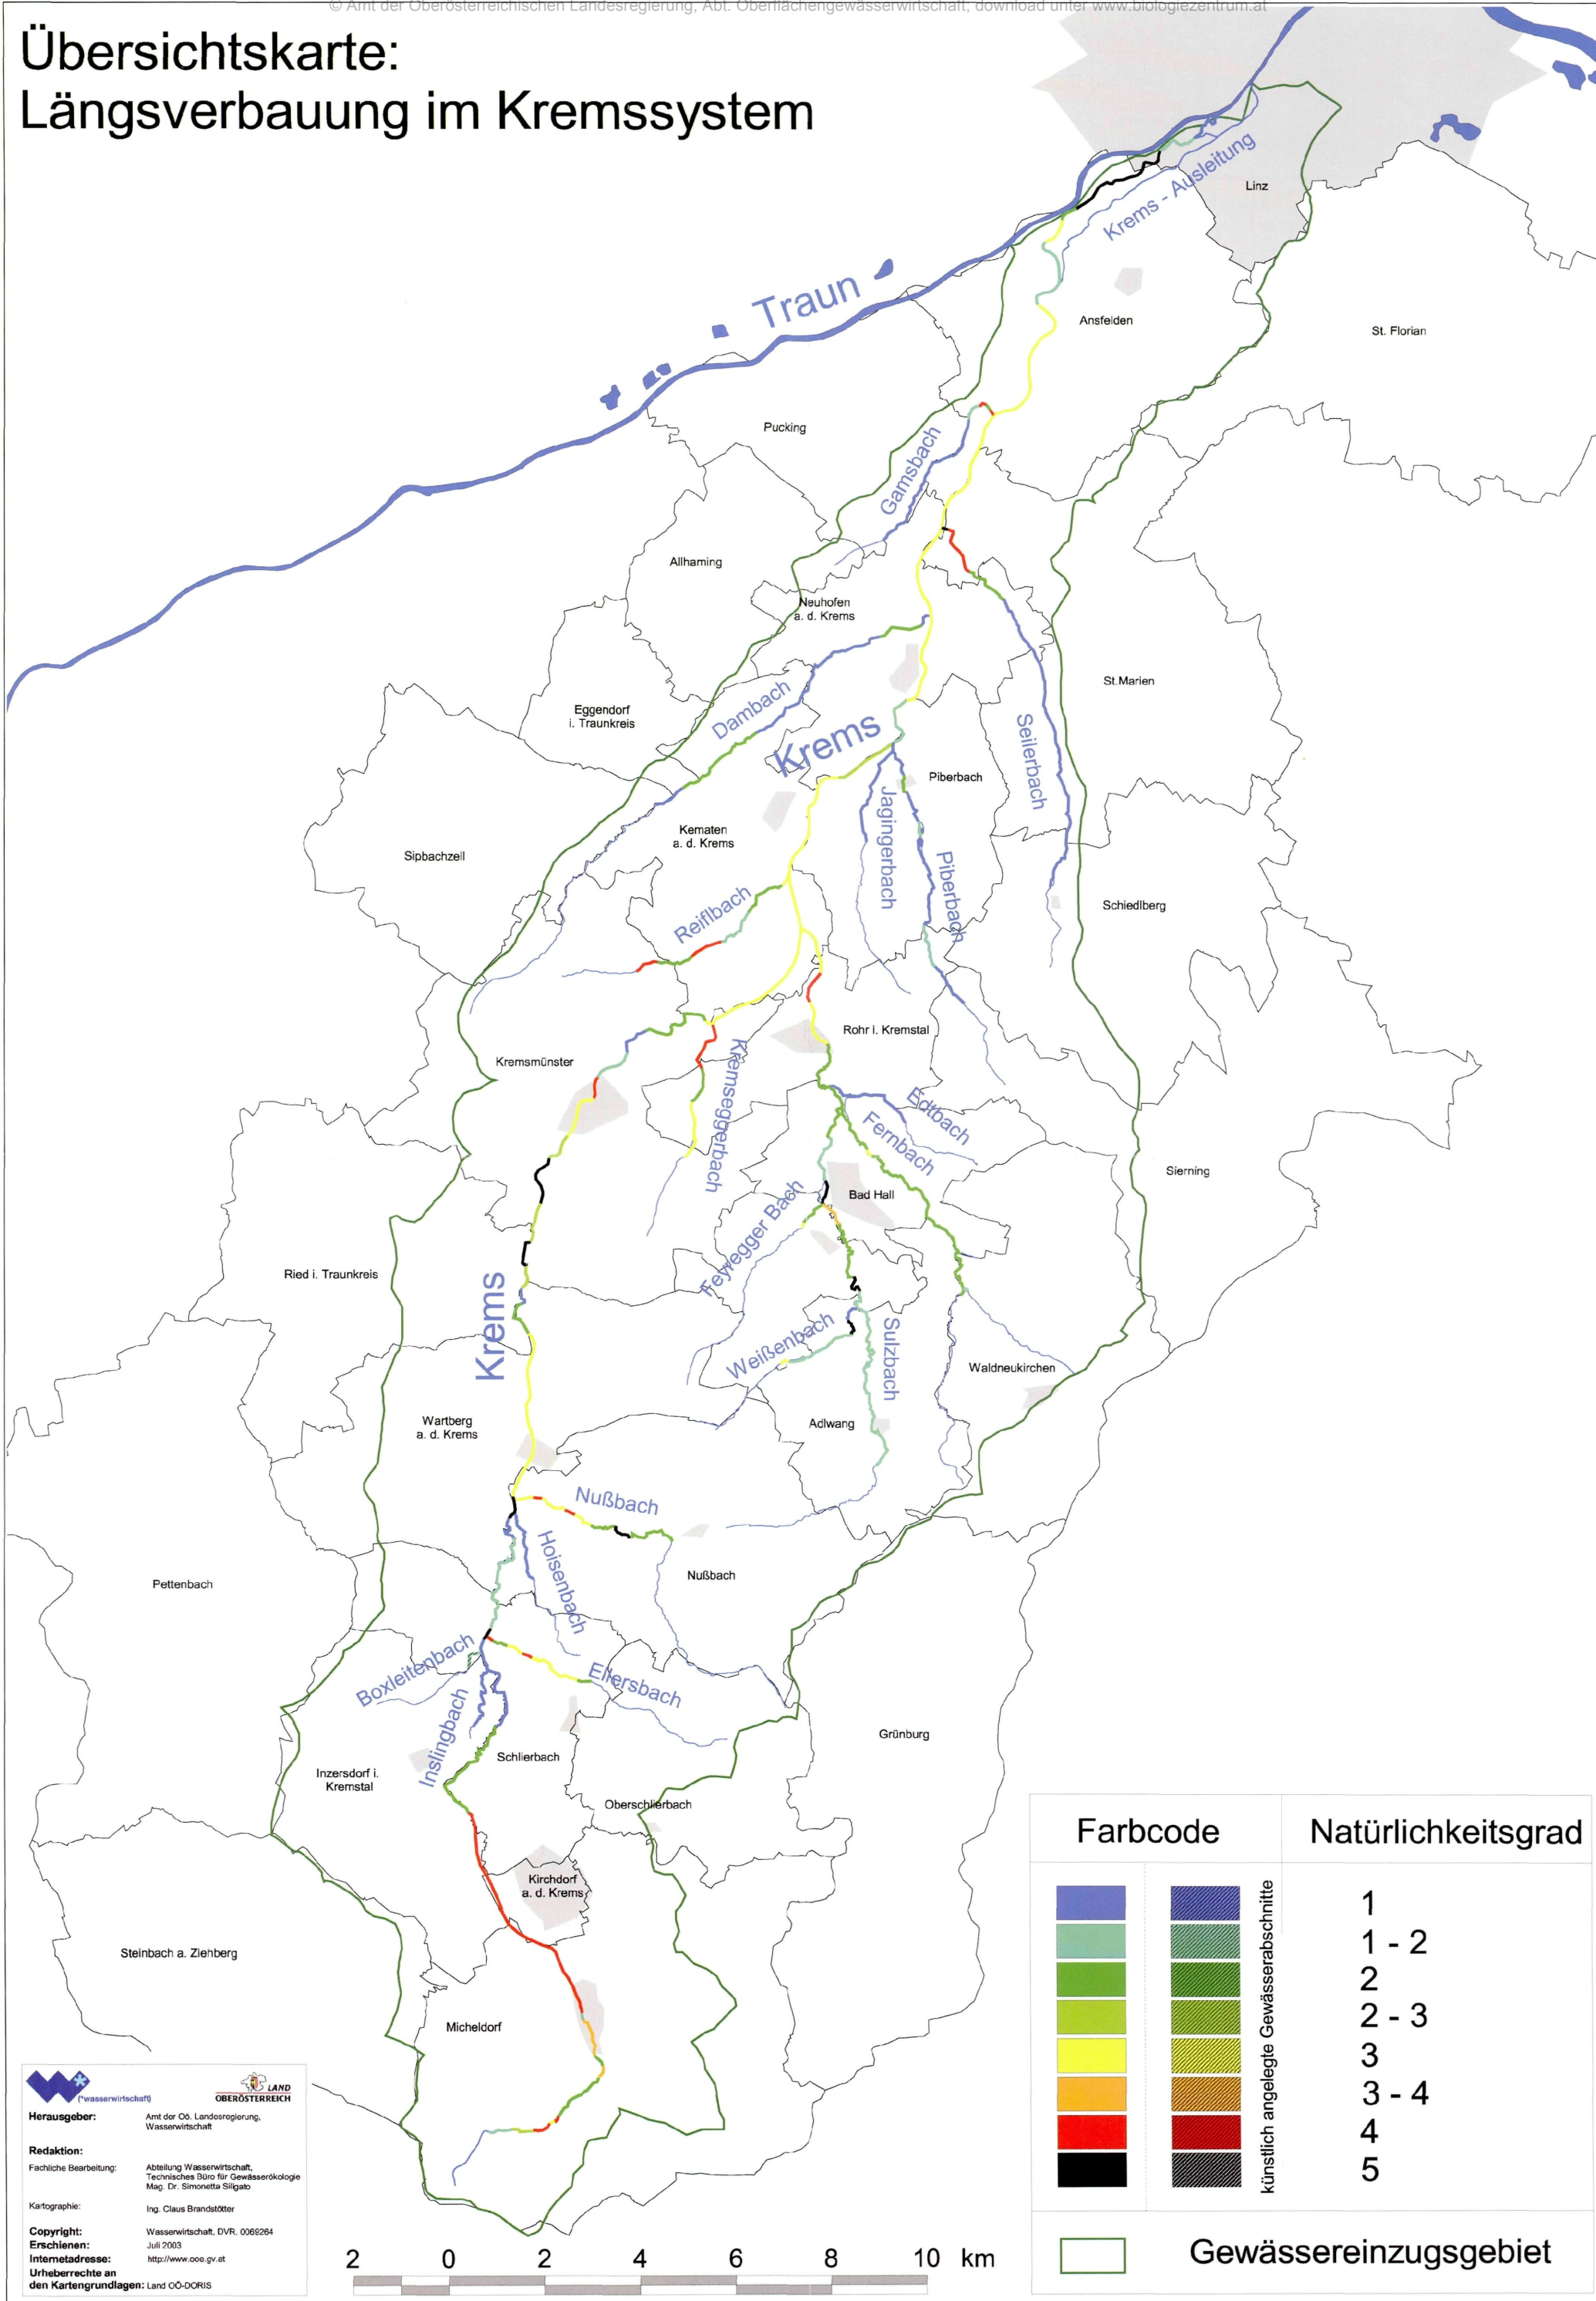 © Amt der Oberösterreichischen Landesregierung, Abt. Oberflächengewässerwirtschaft; download unter www.biologiezentrum.at
Übersichtskarte:
Längsverbauung im Kremssystem
Krems - Ausleitung
Linz
Traun
Ansfelden
St. Florian
Pucking
Gamsbach
Allhaming
Neuhofen
a. d. Krems
Dambach
St.Marien
Eggendorf
i. Traunkreis
Krems
Seilerbach
Piberbach
Jagingerbach
Kematen
a. d. Krems
Sipbachzell
Piberbach
Reiflbach
Schiedlberg
Rohr i. Kremstal
Kremsmünster
Kremseggerbach
Edtbach
Fernbach
Sierning
Bad Hall
Feyregger Bach
Ried i. Traunkreis
Krems
Weißenbach
Sulzbach
Waldneukirchen
Wartberg
a. d. Krems
Adlwang
Nußbach
Hoisenbach
Nußbach
Pettenbach
Boxleitenbach
Ellersbach
Inslingbach
Grünburg
Schlierbach
Inzersdorf i.
Kremstal
Oberschlierbach
Kirchdorf
a. d. Krems
Steinbach a. Ziehberg
Micheldorf
Farbcode
Natürlichkeitsgrad
künstlich angelegte Gewässerabschnitte
1
1 - 2
2
2 - 3
3
3 - 4
4
5
Gewässereinzugsgebiet
W*
(*wasserwirtschaft)
LAND
OBERÖSTERREICH
Herausgeber: Amt der Oö. Landesregierung,
Wasserwirtschaft
Redaktion:
Fachliche Bearbeitung: Abteilung Wasserwirtschaft,
Technisches Büro für Gewässerökologie
Mag. Dr. Simonetta Siligato
Kartographie: Ing. Claus Brandstötter
Copyright: Wasserwirtschaft, DVR. 0069264
Erschienen: Juli 2003
Internetadresse: http://www.ooe.gv.at
Urheberrechte an
den Kartengrundlagen: Land OÖ-DORIS
2 0 2 4 6 8 10 km